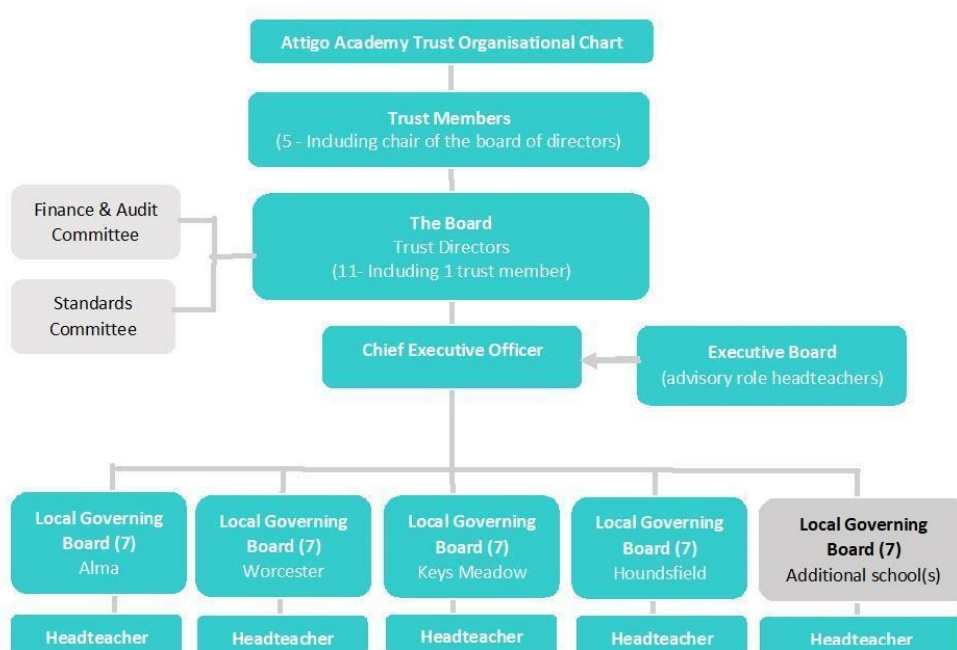 Attigo Academy Trust Organisational Chart
Trust Members
(5 - Including chair of the board of directors)
Finance & Audit
Committee
The Board
Trust Directors
(11- Including 1 trust member)
Standards
Committee
Chief Executive Officer
Executive Board
(advisory role headteachers)
Local Governing
Board (7)
Alma
Local Governing
Board (7)
Worcester
Local Governing
Board (7)
Keys Meadow
Local Governing
Board (7)
Houndsfield
Local Governing
Board (7)
Additional school(s)
Headteacher
Headteacher
Headteacher
Headteacher
Headteacher